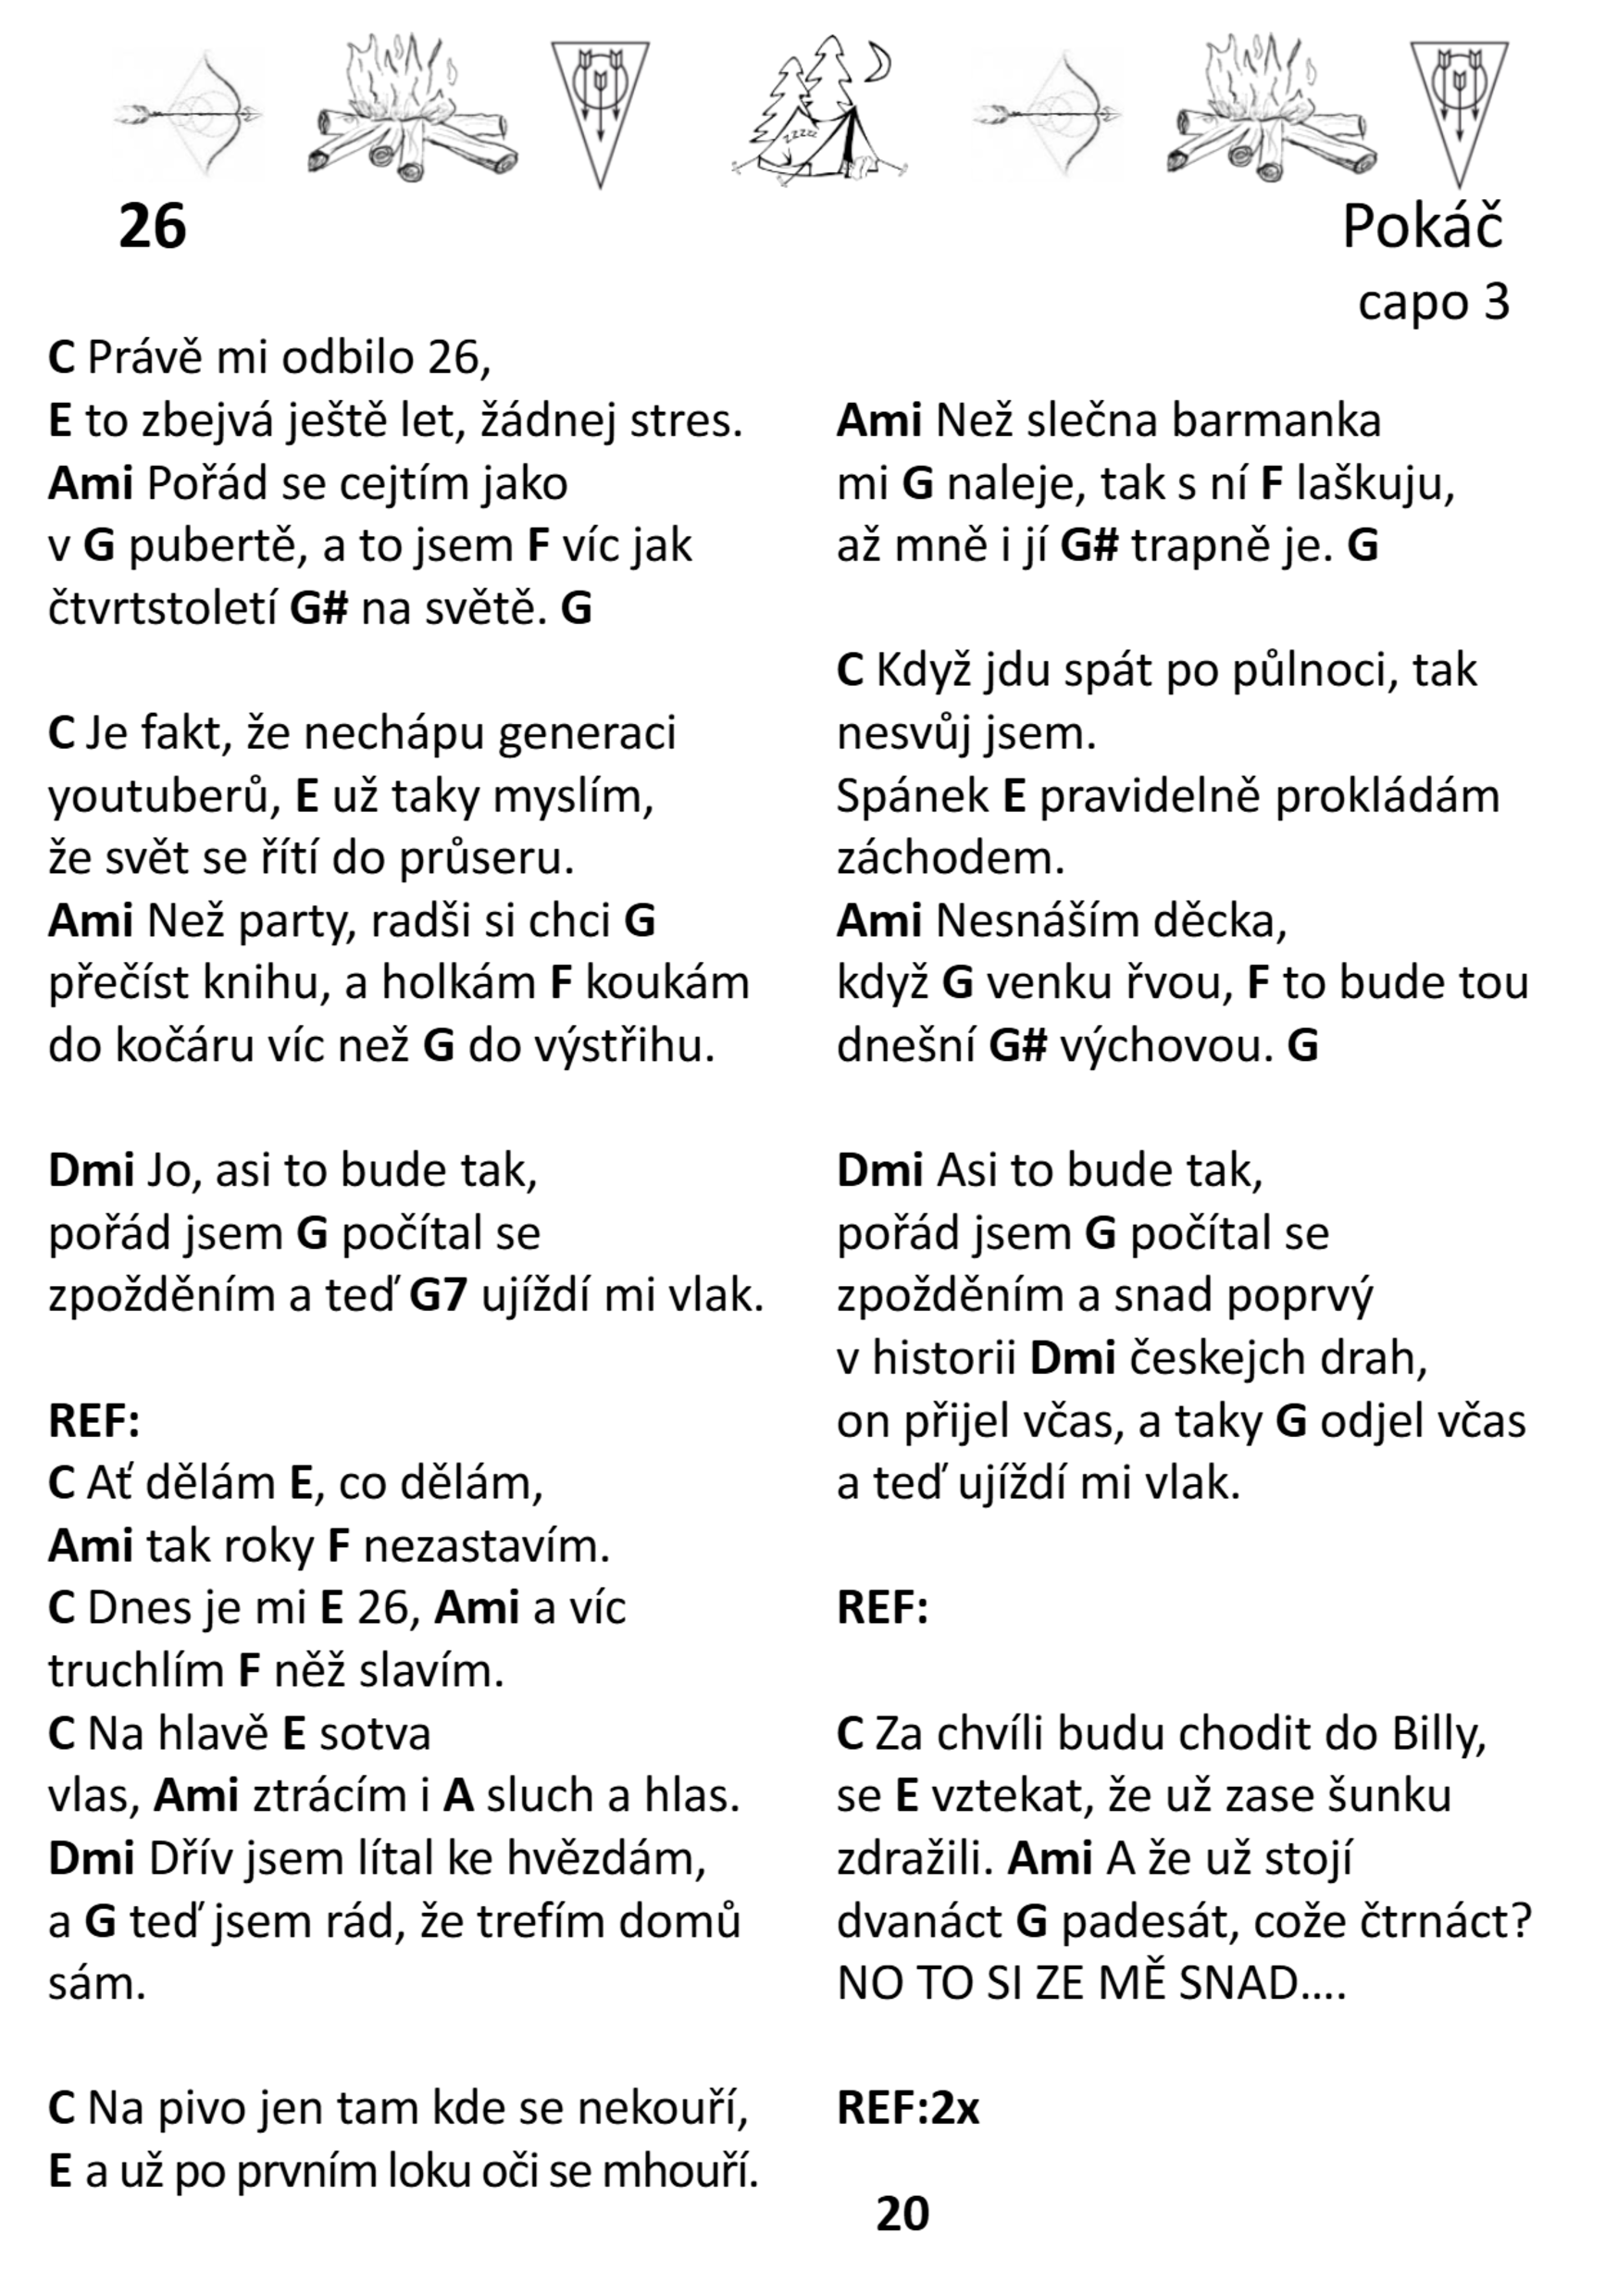 26
Pokáč
capo 3
C Právě mi odbilo 26,
E to zbejvá ještě let, žádnej stres.
Ami Pořád se cejtím jako
v G pubertě, a to jsem F víc jak
čtvrtstoletí G# na světě. G
C Je fakt, že nechápu generaci
youtuberů, E už taky myslím,
že svět se řítí do průseru.
Ami Než party, radši si chci G
přečíst knihu, a holkám F koukám
do kočáru víc než G do výstřihu.
Dmi Jo, asi to bude tak,
pořád jsem G počítal se
zpožděním a teď G7 ujíždí mi vlak.
REF:
C Ať dělám E, co dělám,
Ami tak roky F nezastavím.
C Dnes je mi E 26, Ami a víc
truchlím F něž slavím.
C Na hlavě E sotva
vlas, Ami ztrácím i A sluch a hlas.
Dmi Dřív jsem lítal ke hvězdám,
a G teď jsem rád, že trefím domů
sám.
C Na pivo jen tam kde se nekouří,
E a už po prvním loku oči se mhouří.
Ami Než slečna barmanka
mi G naleje, tak s ní F laškuju,
až mně i jí G# trapně je. G
C Když jdu spát po půlnoci, tak
nesvůj jsem.
Spánek E pravidelně prokládám
záchodem.
Ami Nesnáším děcka,
když G venku řvou, F to bude tou
dnešní G# výchovou. G
Dmi Asi to bude tak,
pořád jsem G počítal se
zpožděním a snad poprvý
v historii Dmi českejch drah,
on přijel včas, a taky G odjel včas
a teď ujíždí mi vlak.
REF:
C Za chvíli budu chodit do Billy,
se E vztekat, že už zase šunku
zdražili. Ami A že už stojí
dvanáct G padesát, cože čtrnáct?
NO TO SI ZE MĚ SNAD....
REF:2x
20
zzzzz